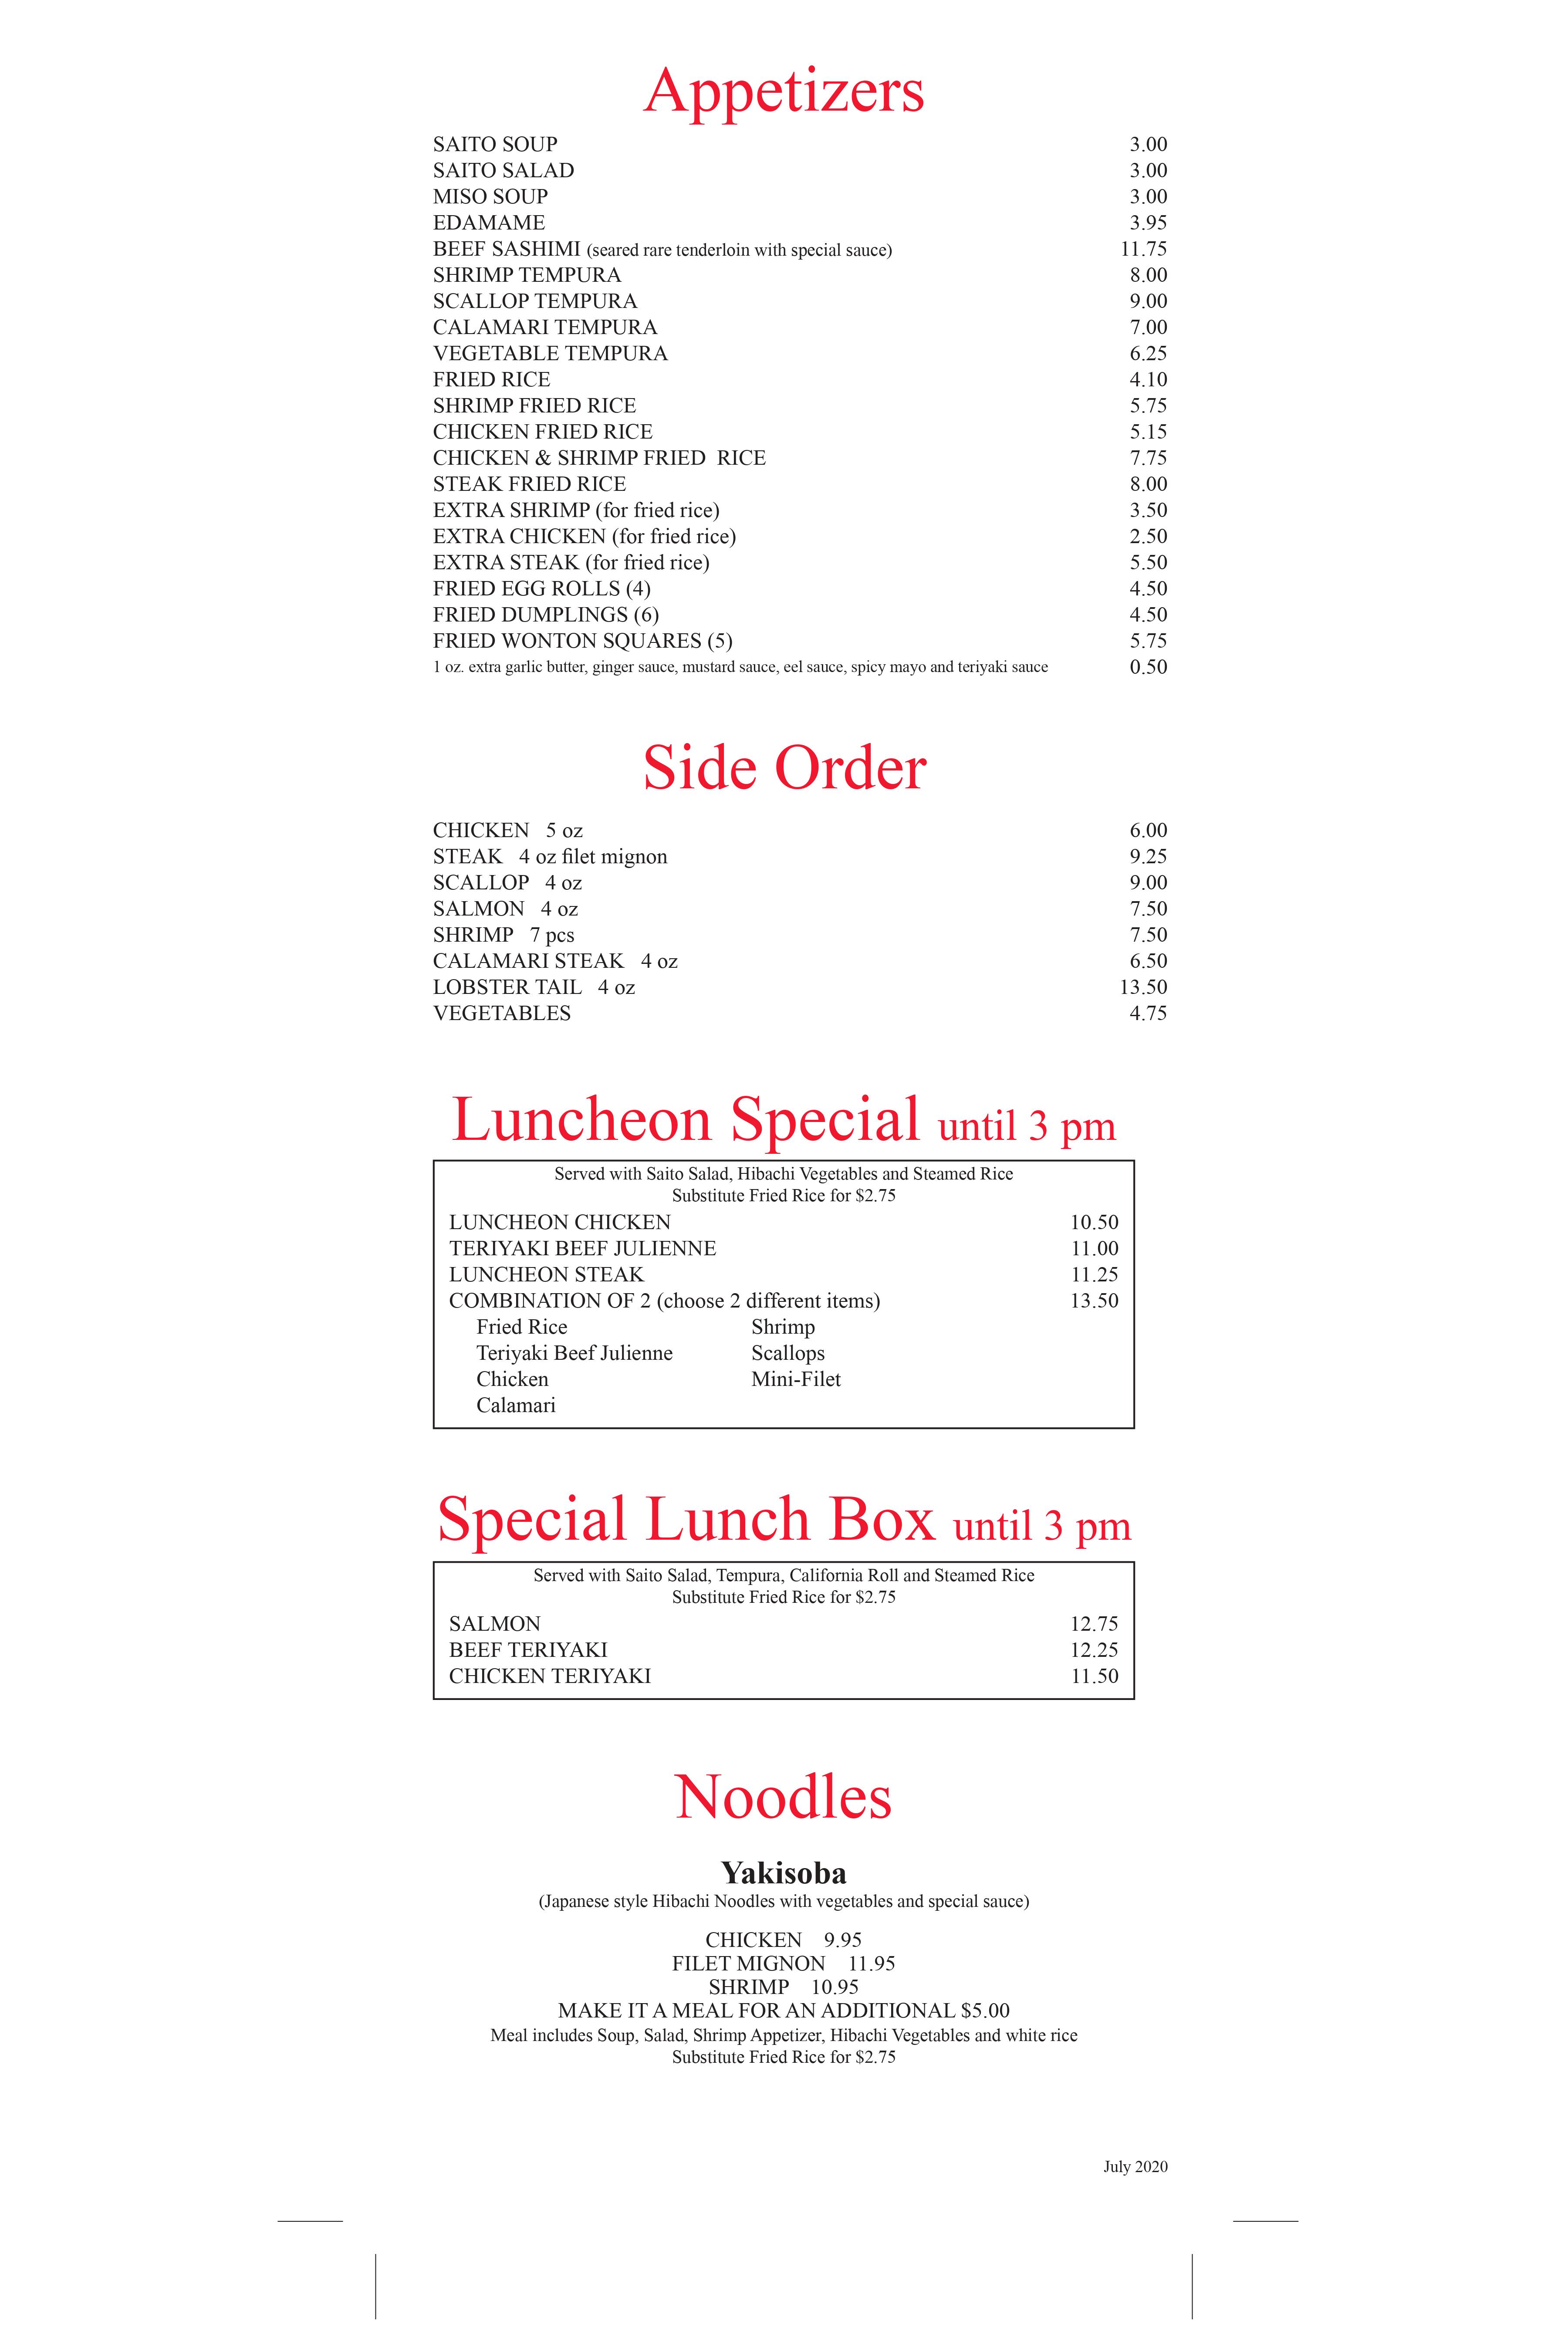 Appetizers
SAITO SOUP 3.00
SAITO SALAD 3.00
MISO SOUP 3.00
EDAMAME 3.95
BEEF SASHIMI (seared rare tenderloin with special sauce) 11.75
SHRIMP TEMPURA 8.00
SCALLOP TEMPURA 9.00
CALAMARI TEMPURA 7.00
VEGETABLE TEMPURA 6.25
FRIED RICE 4.10
SHRIMP FRIED RICE 5.75
CHICKEN FRIED RICE 5.15
CHICKEN & SHRIMP FRIED RICE 7.75
STEAK FRIED RICE 8.00
EXTRA SHRIMP (for fried rice) 3.50
EXTRA CHICKEN (for fried rice) 2.50
EXTRA STEAK (for fried rice) 5.50
FRIED EGG ROLLS (4) 4.50
FRIED DUMPLINGS (6) 4.50
FRIED WONTON SQUARES (5) 5.75
1 oz. extra garlic butter, ginger sauce, mustard sauce, eel sauce, spicy mayo and teriyaki sauce 0.50
Side Order
CHICKEN 5 oz 6.00
STEAK 4 oz filet mignon 9.25
SCALLOP 4 oz 9.00
SALMON 4 oz 7.50
SHRIMP 7 pcs 7.50
CALAMARI STEAK 4 oz 6.50
LOBSTER TAIL 4 oz 13.50
VEGETABLES 4.75
Luncheon Special until 3 pm
Served with Saito Salad, Hibachi Vegetables and Steamed Rice
Substitute Fried Rice for $2.75
LUNCHEON CHICKEN 10.50
TERIYAKI BEEF JULIENNE 11.00
LUNCHEON STEAK 11.25
COMBINATION OF 2 (choose 2 different items) 13.50
Fried Rice Shrimp
Teriyaki Beef Julienne Scallops
Chicken Mini-Filet
Calamari
Special Lunch Box until 3 pm
Served with Saito Salad, Tempura, California Roll and Steamed Rice
Substitute Fried Rice for $2.75
SALMON 12.75
BEEF TERIYAKI 12.25
CHICKEN TERIYAKI 11.50
Noodles
Yakisoba
(Japanese style Hibachi Noodles with vegetables and special sauce)
CHICKEN 9.95
FILET MIGNON 11.95
SHRIMP 10.95
MAKE IT A MEAL FOR AN ADDITIONAL $5.00
Meal includes Soup, Salad, Shrimp Appetizer, Hibachi Vegetables and white rice
Substitute Fried Rice for $2.75
July 2020